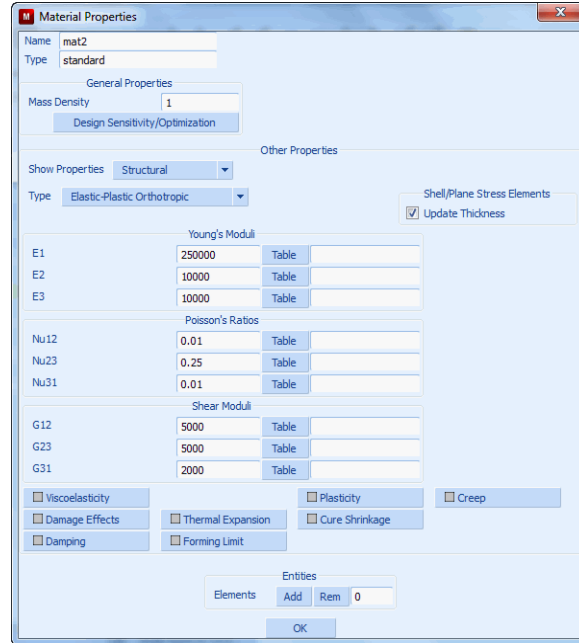 M Material Properties X
Name mat2
Type standard
General Properties
Mass Density 1
Design Sensitivity/Optimization
Other Properties
Show Properties Structural
Type Elastic-Plastic Orthotropic
Shell/Plane Stress Elements
Update Thickness
Young's Moduli
E1 250000 Table
E2 10000 Table
E3 10000 Table
Poisson's Ratios
Nu12 0.01 Table
Nu23 0.25 Table
Nu31 0.01 Table
Shear Moduli
G12 5000 Table
G23 5000 Table
G31 2000 Table
Viscoelasticity Plasticity Creep
Damage Effects Thermal Expansion Cure Shrinkage
Damping Forming Limit
Entities
Elements Add Rem 0
OK